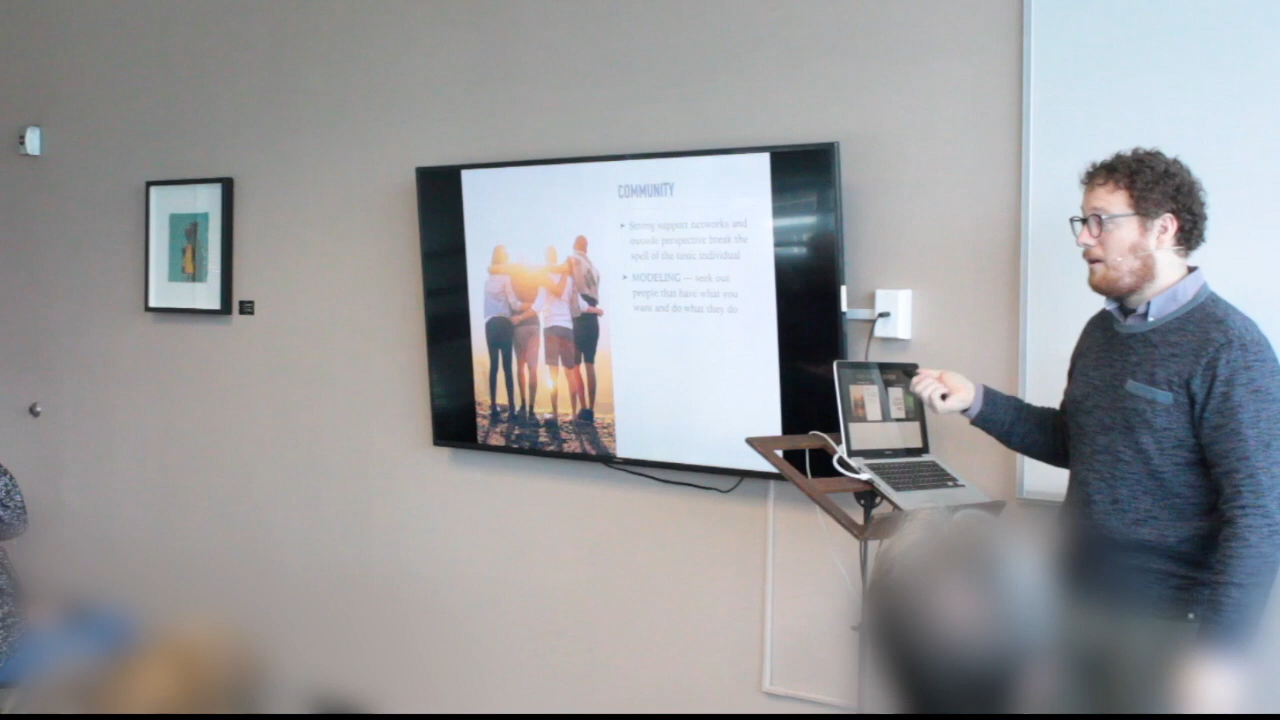 COMMUNITY
➤ Strong support networks and
outside perspective break the
spell of the toxic individual
➤ MODELING — seek out
people that have what you
want and do what they do